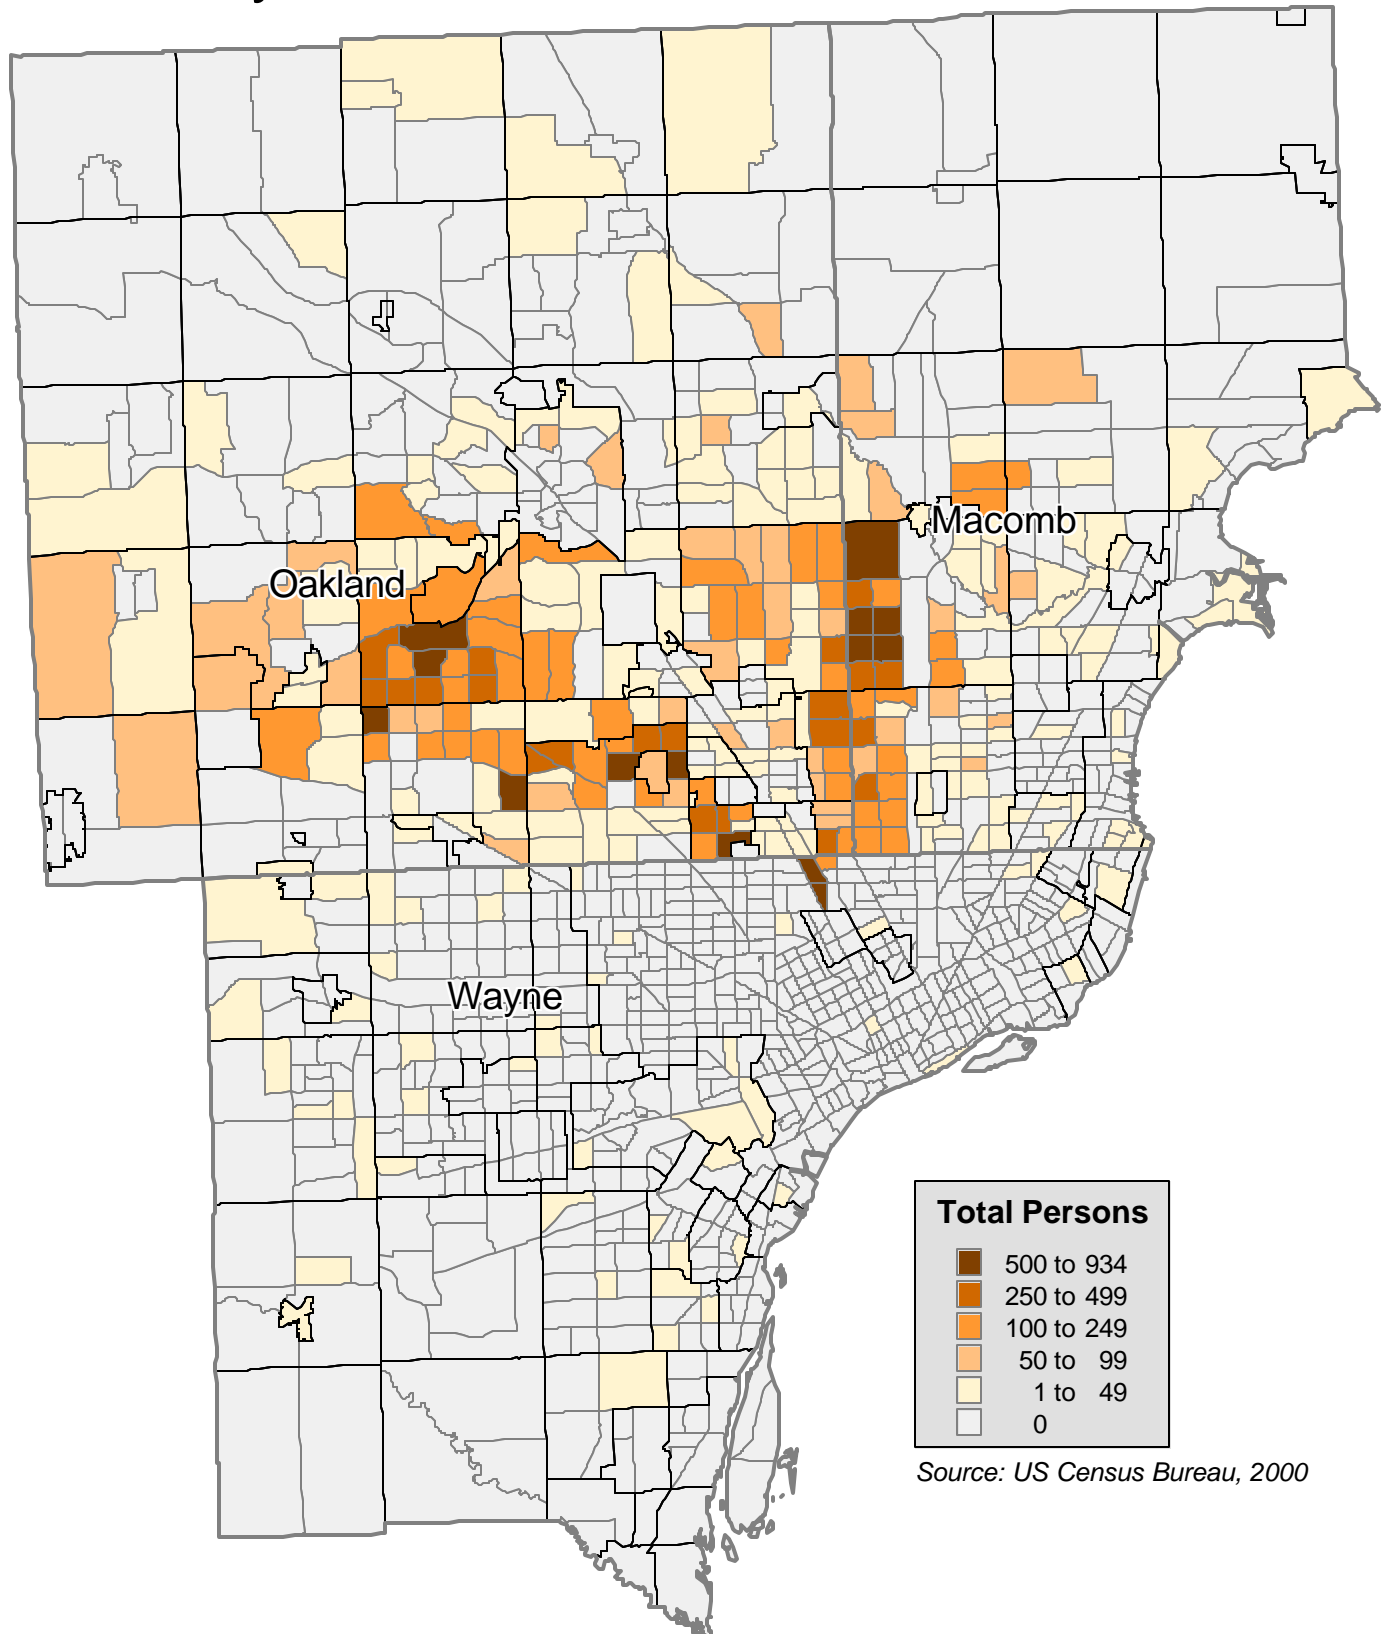 Oakland
Macomb
Wayne
Total Persons
500 to 934
250 to 499
100 to 249
50 to 99
1 to 49
0
Source: US Census Bureau, 2000